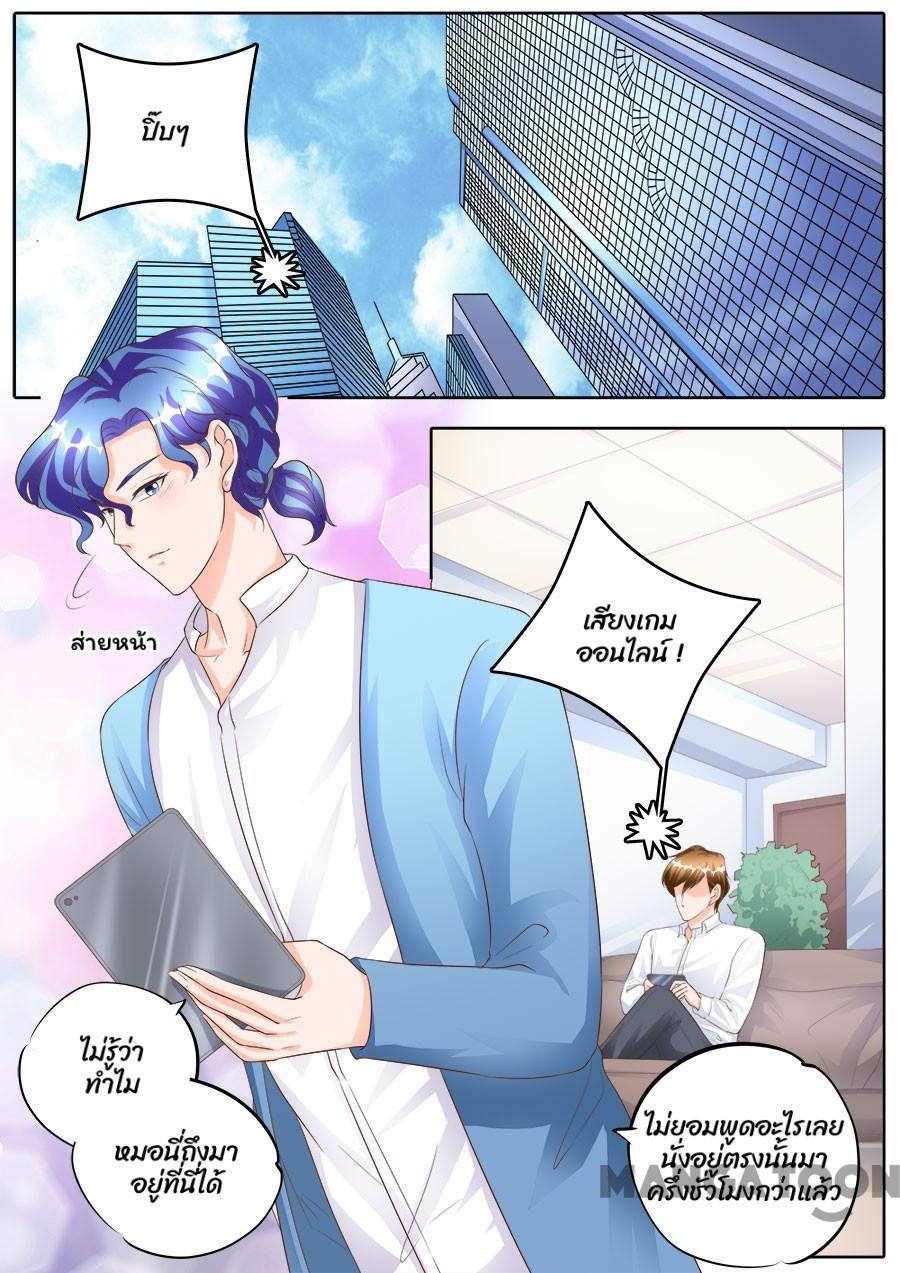 ปิ๊บๆ
ส่ายหน้า
เสียงเกม
ออนไลน์ !
ไม่รู้ว่า
ทำไม
หมอนี่ถึงมา
อยู่ที่นี่ได้
ไม่ยอมพูดอะไรเลย
นั่งอยู่ตรงนั้นมา
ครึ่งชั่วโมงกว่าแล้ว
MANGATOON